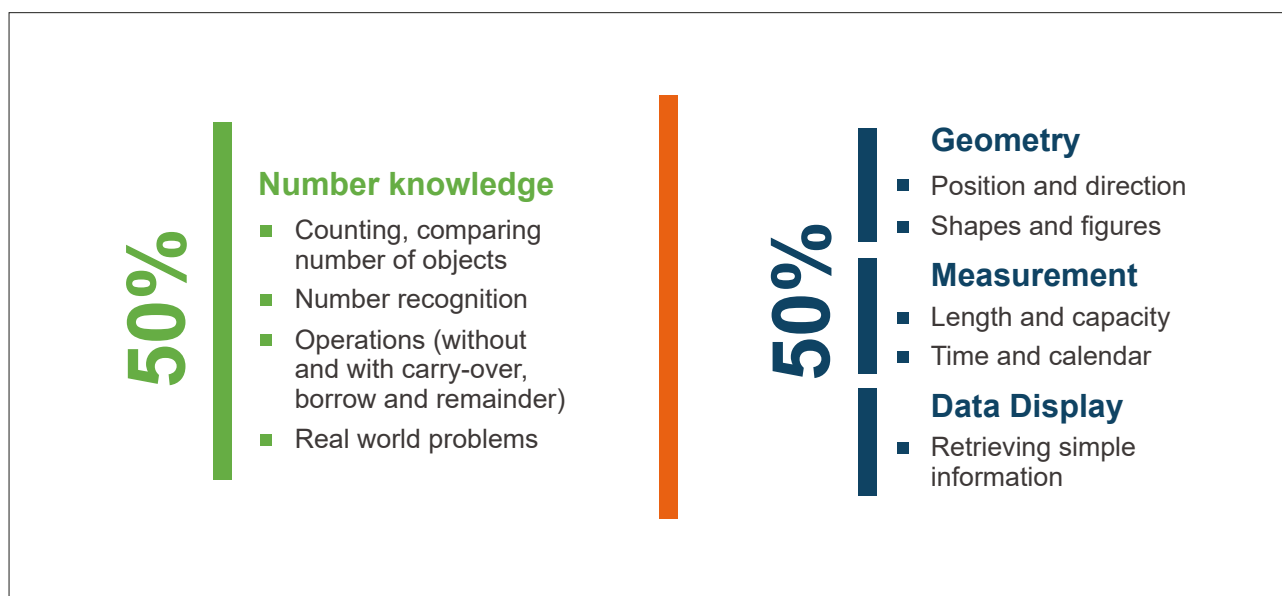 50%
Number knowledge
Counting, comparing
number of objects
Number recognition
Operations (without
and with carry-over,
borrow and remainder)
Real world problems
50%
Geometry
Position and direction
Shapes and figures
Measurement
Length and capacity
Time and calendar
Data Display
Retrieving simple
information